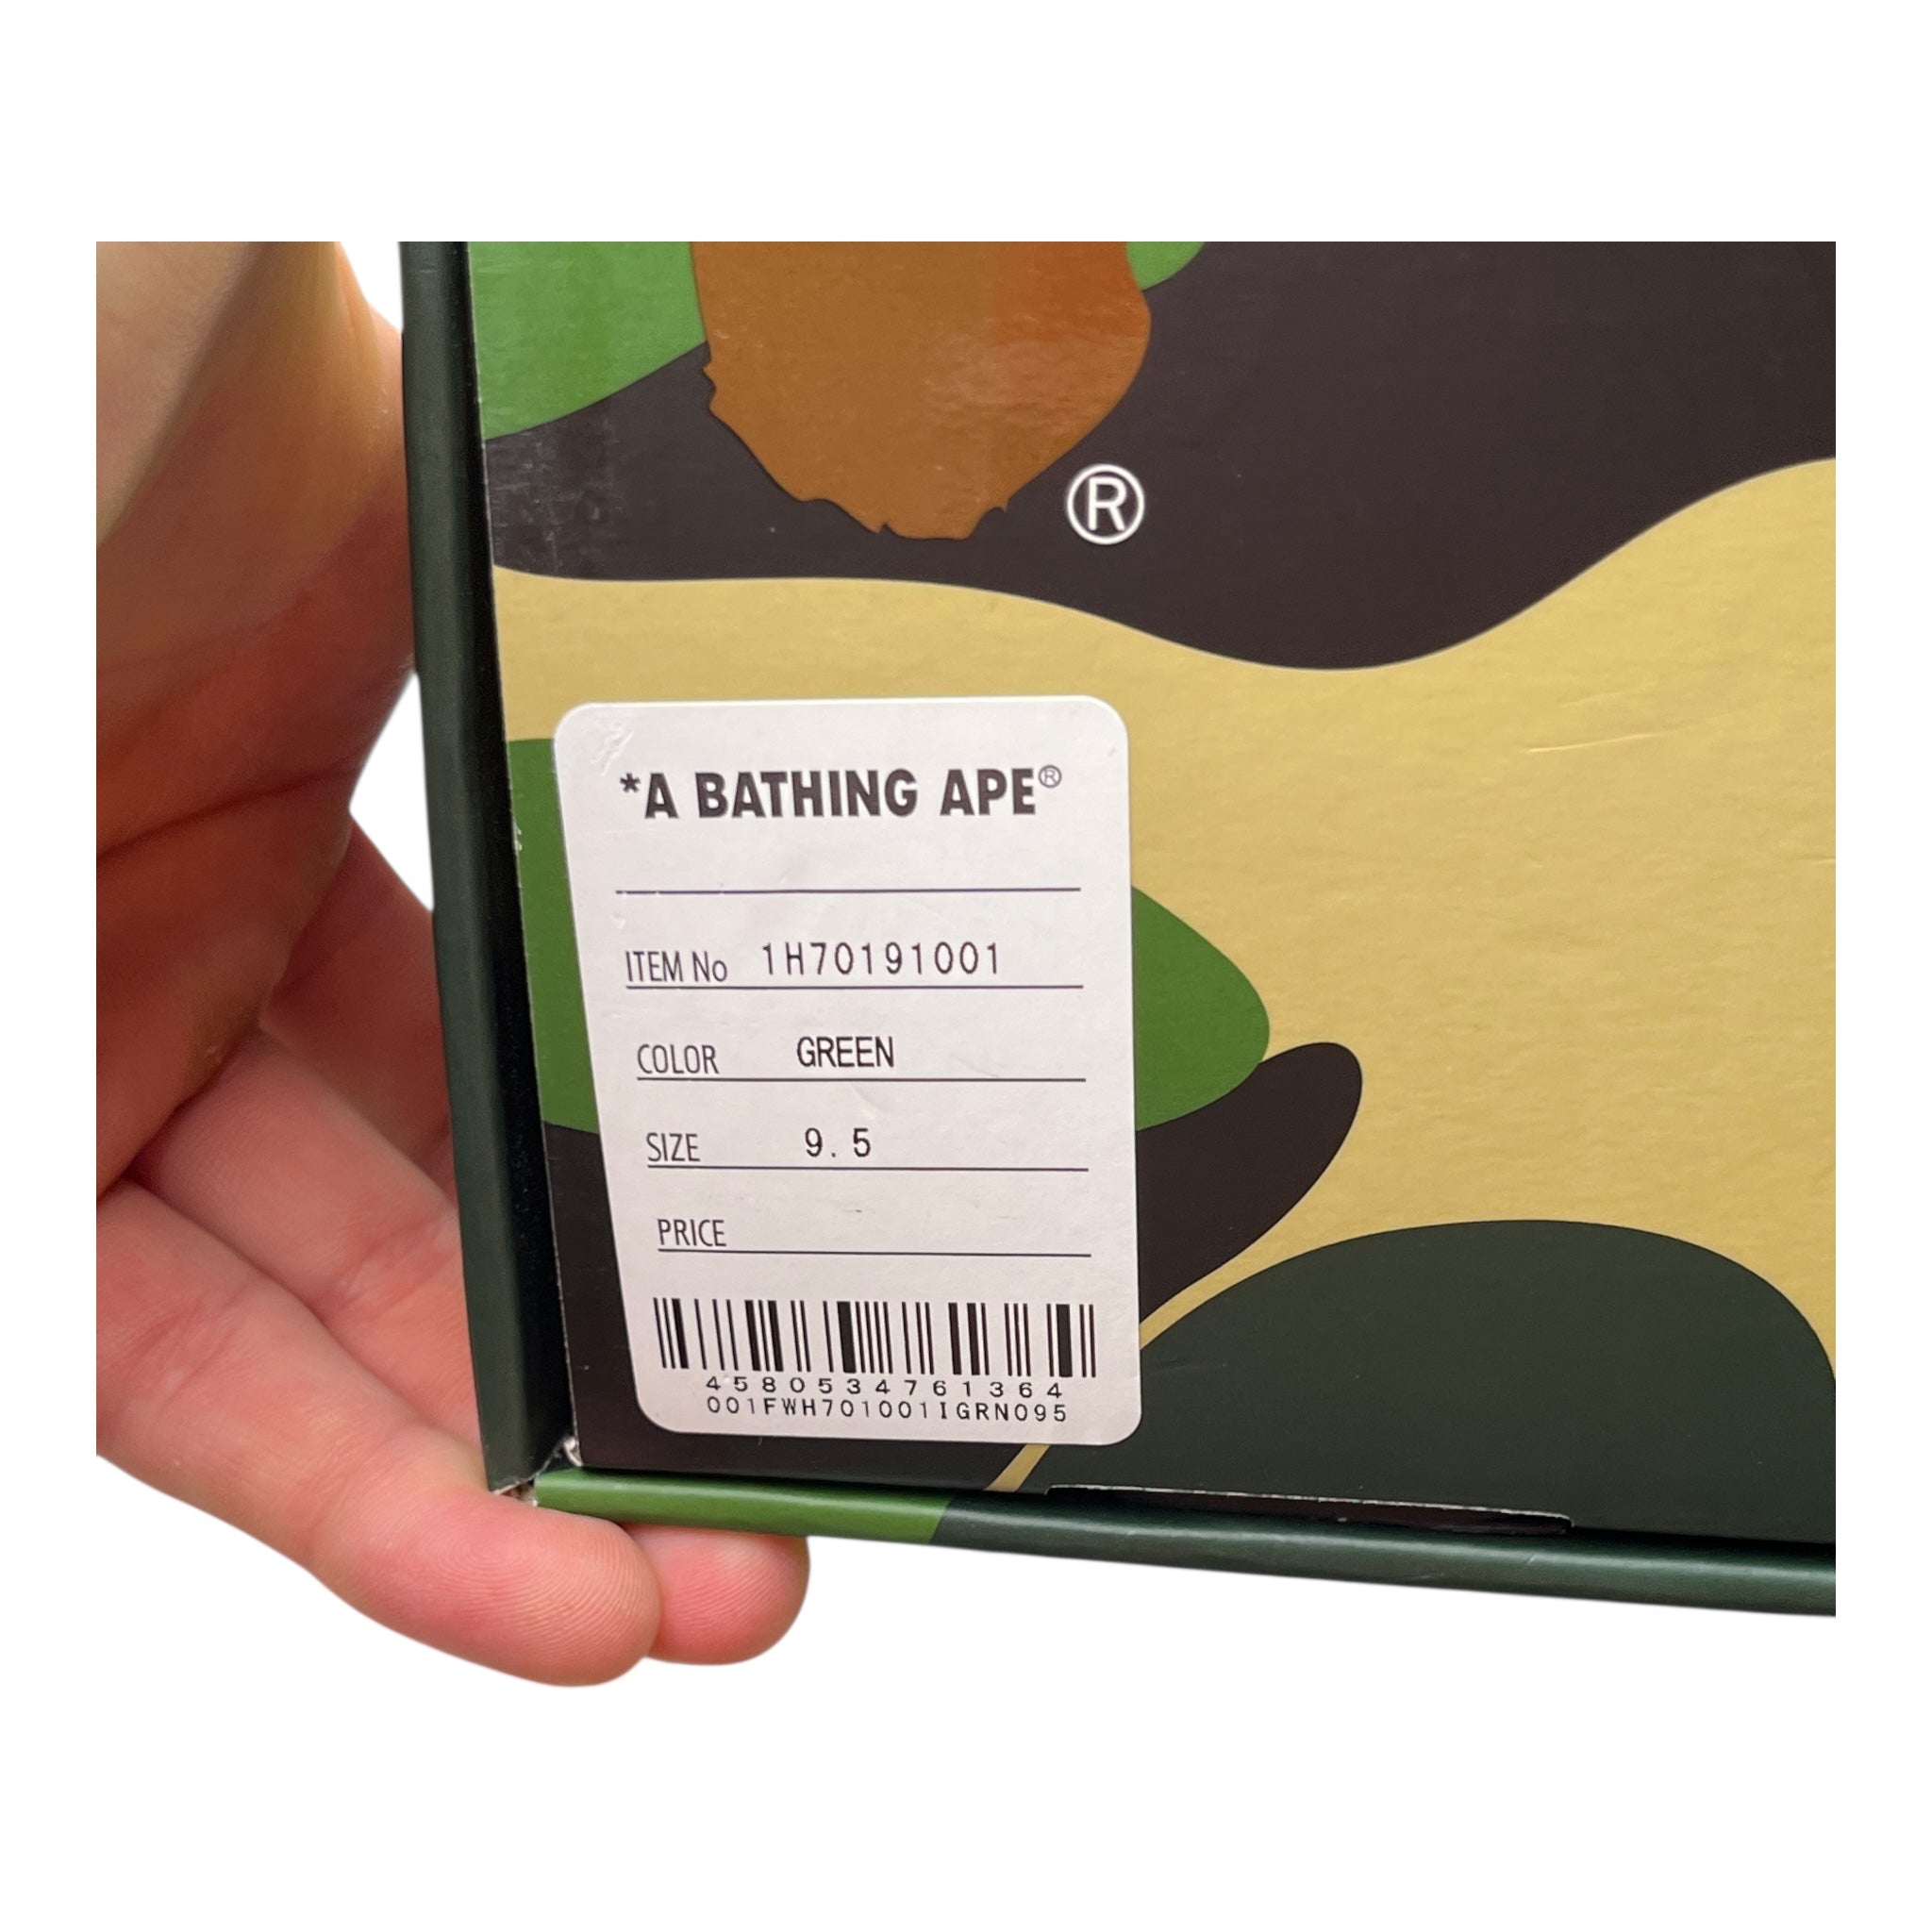 ®
*A BATHING APE®
ITEM No 1H70191001
COLOR GREEN
SIZE 9.5
PRICE
4580534761364
001FWH701001IGRN095